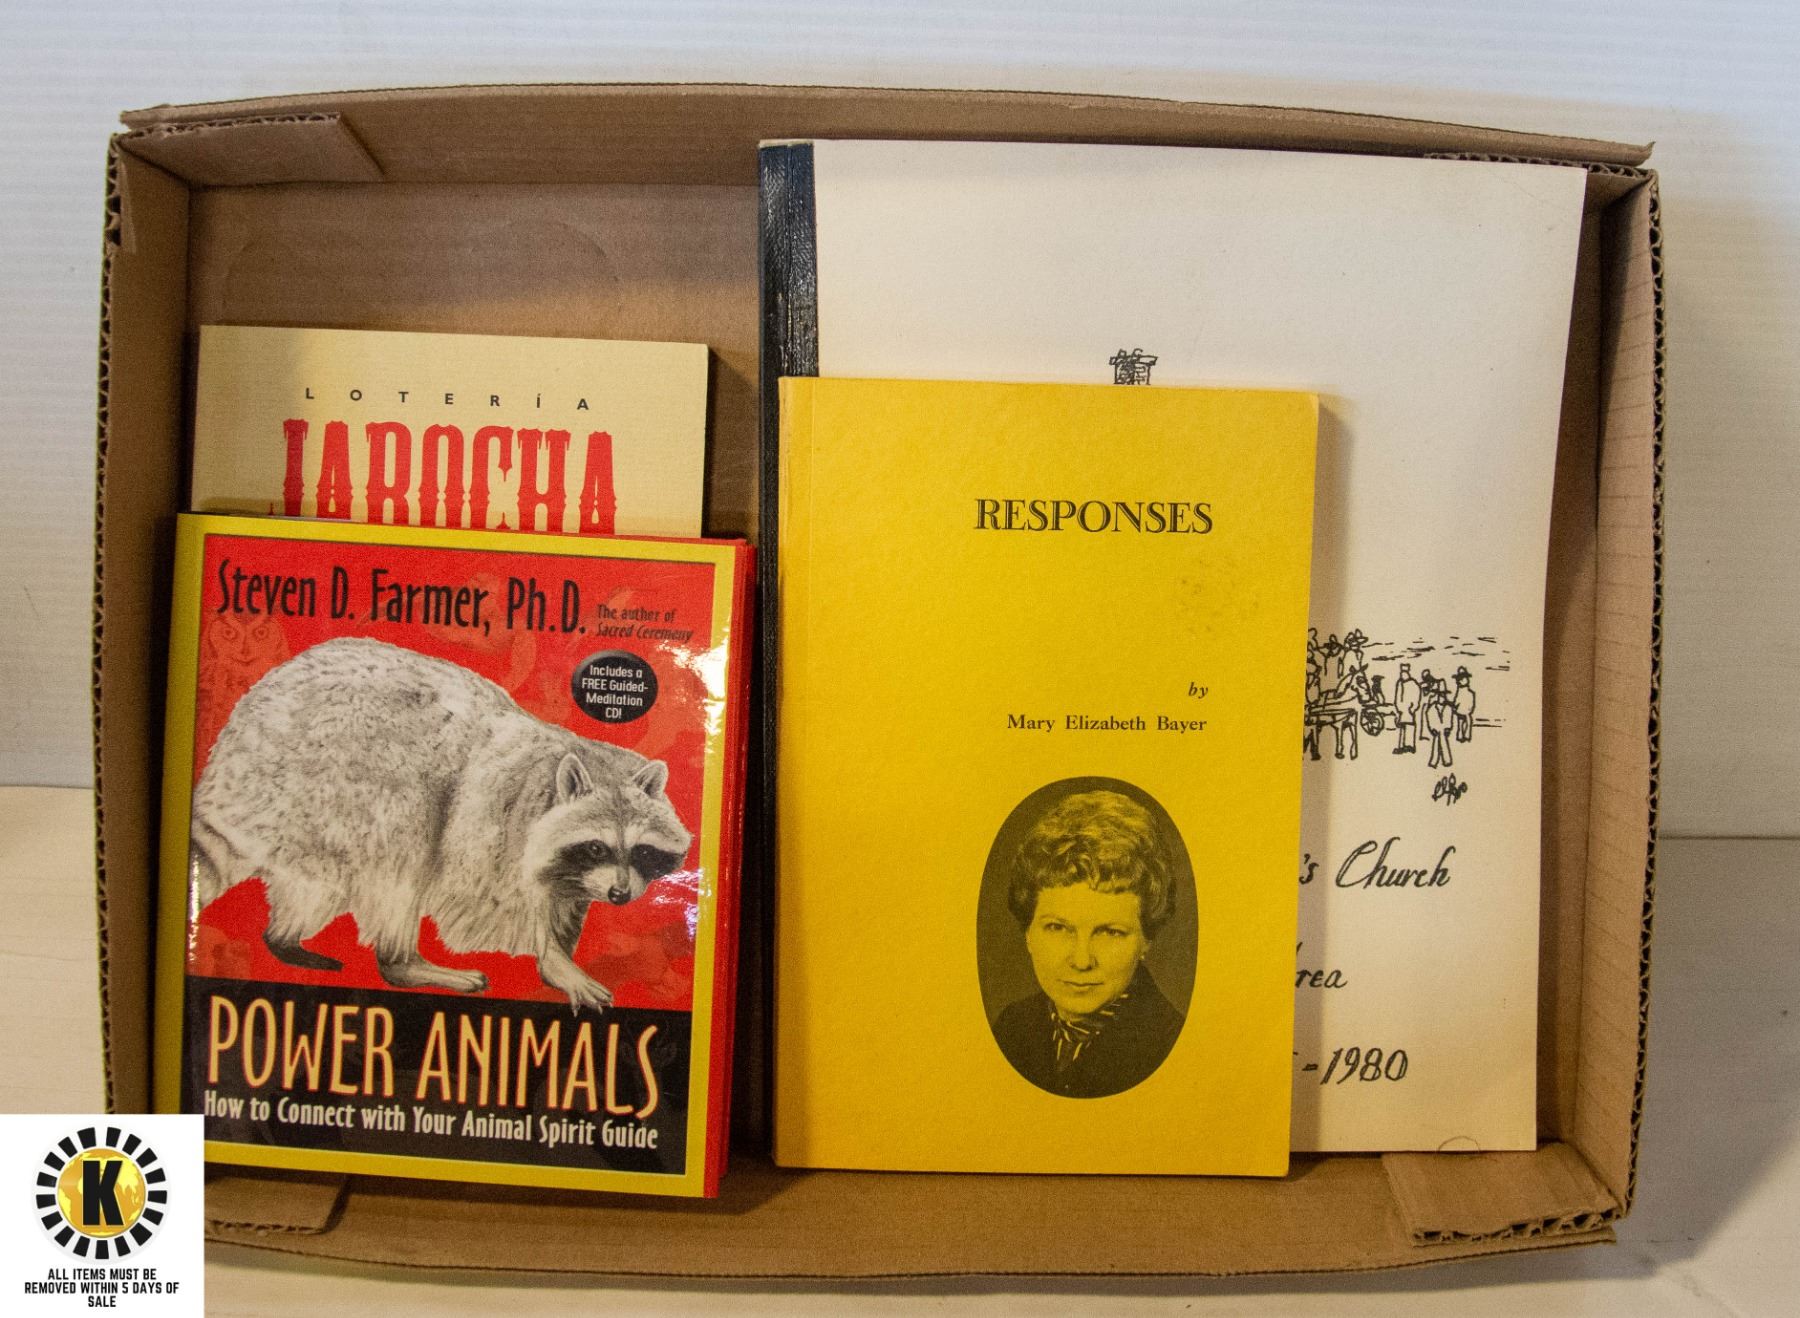 LOTERÍA
JAROCHA
Steven D. Farmer, Ph.D.
The author of
Sacred Ceremony
Includes a
FREE Guided-
Meditation
CD!
POWER ANIMALS
How to Connect with Your Animal Spirit Guide
RESPONSES
by
Mary Elizabeth Bayer
's Church
rea
-1980
K
ALL ITEMS MUST BE
REMOVED WITHIN 5 DAYS OF
SALE